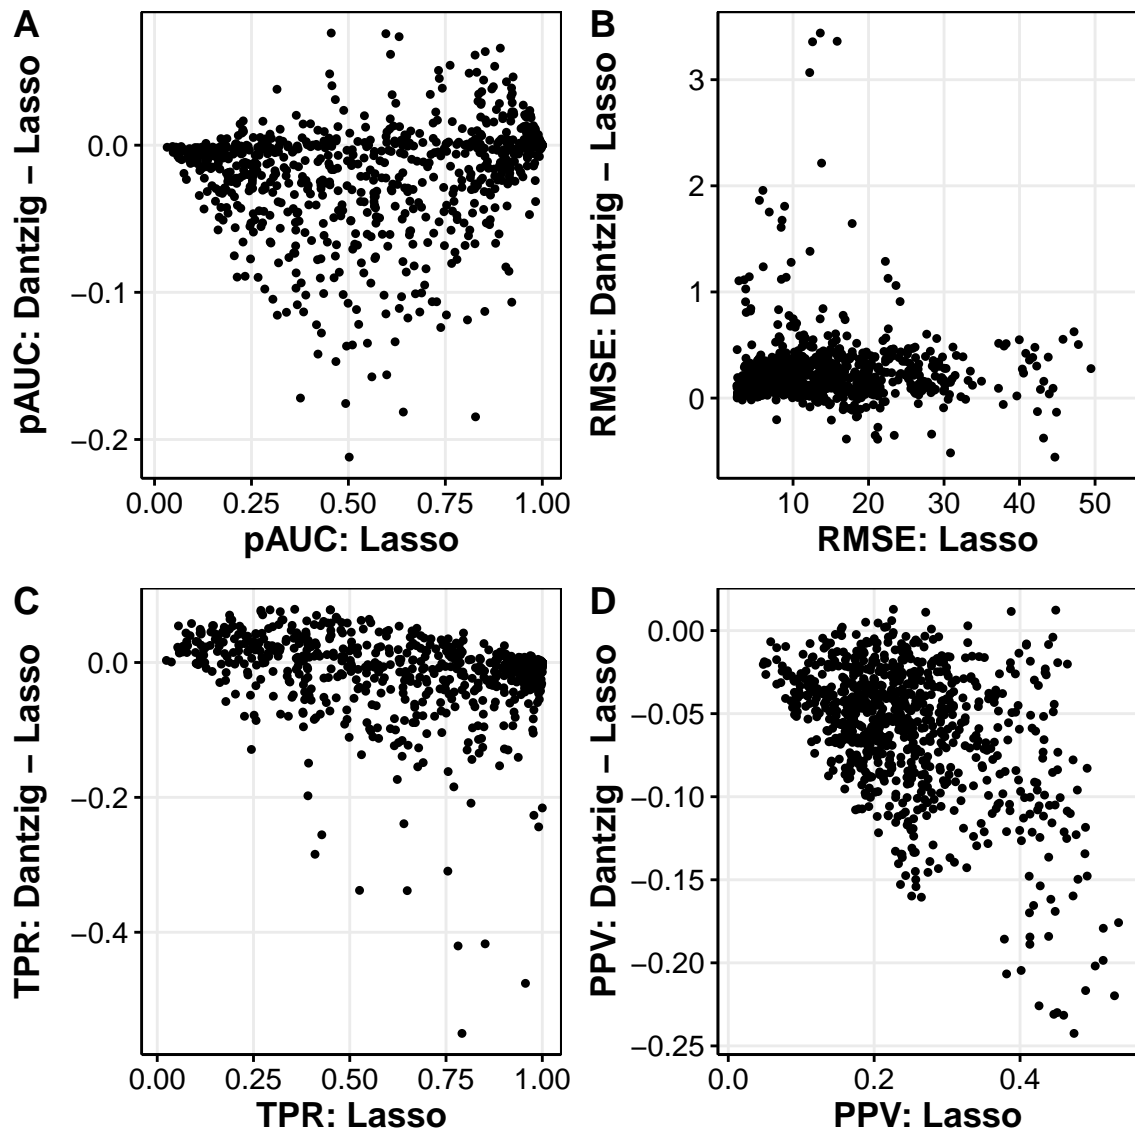 A
pAUC: Dantzig − Lasso
0.0
−0.1
−0.2
0.00 0.25 0.50 0.75 1.00
pAUC: Lasso
B
RMSE: Dantzig − Lasso
3
2
1
0
10 20 30 40 50
RMSE: Lasso
C
TPR: Dantzig − Lasso
0.0
−0.2
−0.4
0.00 0.25 0.50 0.75 1.00
TPR: Lasso
D
PPV: Dantzig − Lasso
0.00
−0.05
−0.10
−0.15
−0.20
−0.25
0.0 0.2 0.4
PPV: Lasso